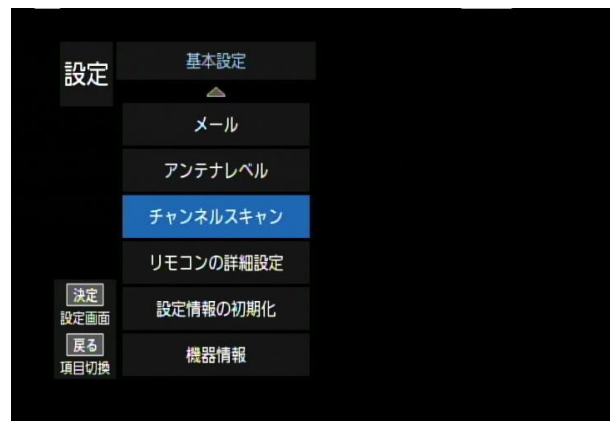 設定
基本設定
メール
アンテナレベル
チャンネルスキャン
リモコンの詳細設定
設定情報の初期化
機器情報
決定
設定画面
戻る
項目切換